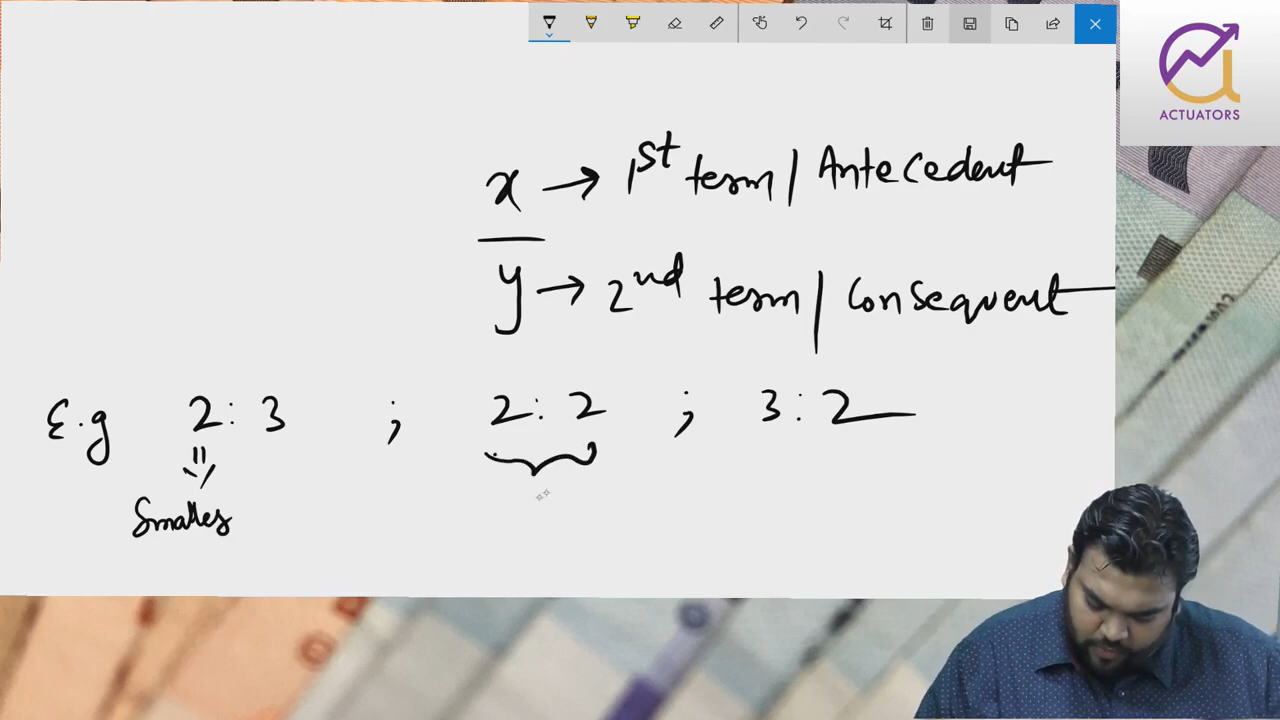 ACTUATORS
x → 1st term / Antecedent
y → 2nd term / Consequent
E.g 2 : 3 ; 2 : 2 ; 3 : 2
Smaller